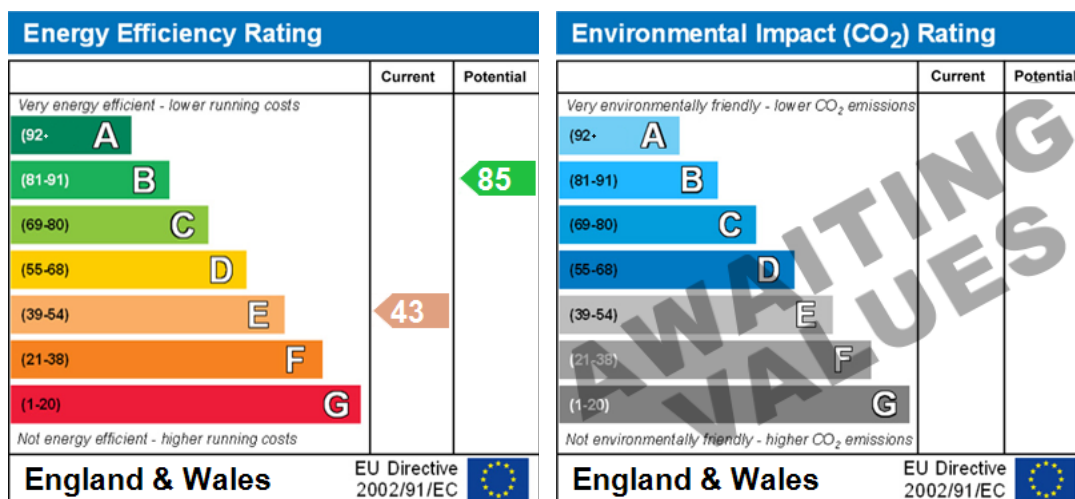 Energy Efficiency Rating
Current Potential
Very energy efficient - lower running costs
(92- A
(81-91) B 85
(69-80) C
(55-68) D
(39-54) E 43
(21-38) F
(1-20) G
Not energy efficient - higher running costs
England & Wales
EU Directive
2002/91/EC
Environmental Impact (CO₂) Rating
Current Potential
Very environmentally friendly - lower CO₂ emissions
(92- A
(81-91) B
(69-80) C
(55-68) D
(39-54) E
(21-38) F
(1-20) G
Not environmentally friendly - higher CO₂ emissions
AWAITING
VALUES
England & Wales
EU Directive
2002/91/EC